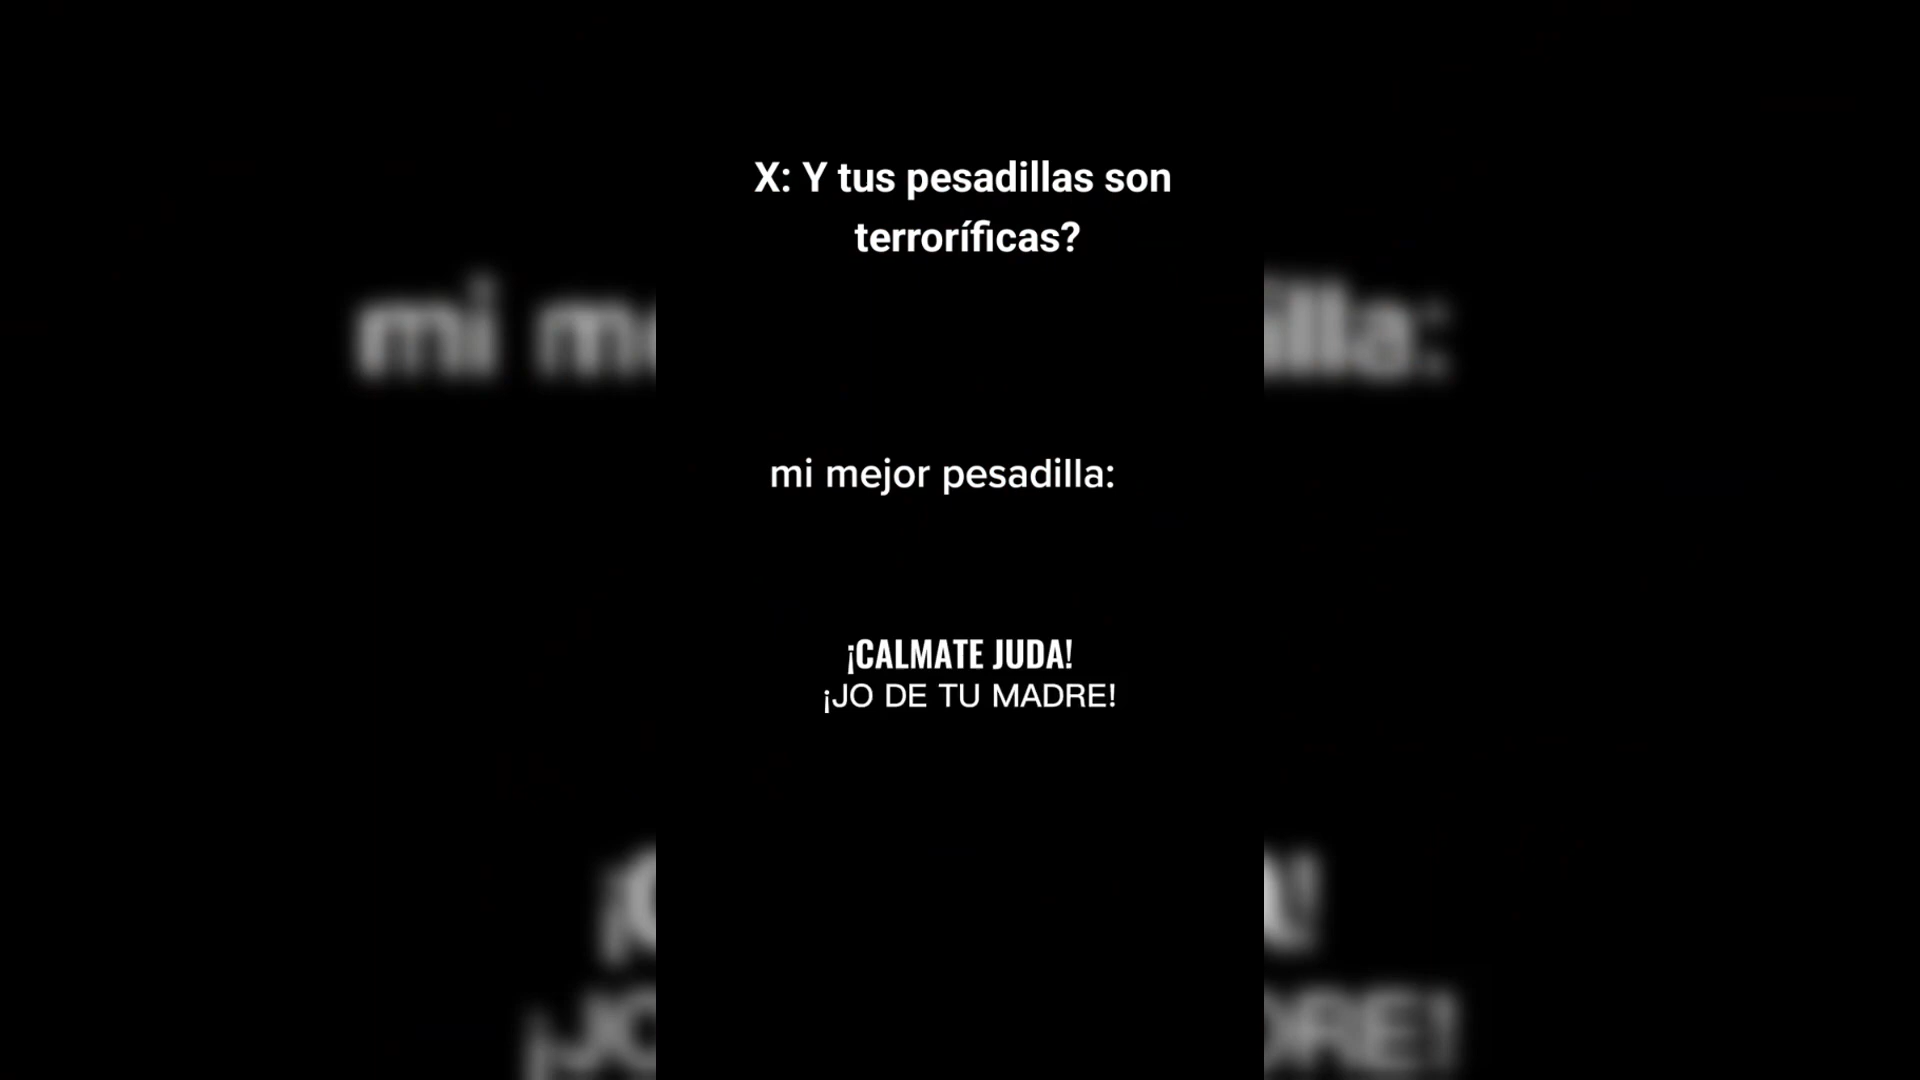 X: Y tus pesadillas son
terroríficas?
mi mejor pesadilla:
¡CALMATE JUDA!
¡JO DE TU MADRE!